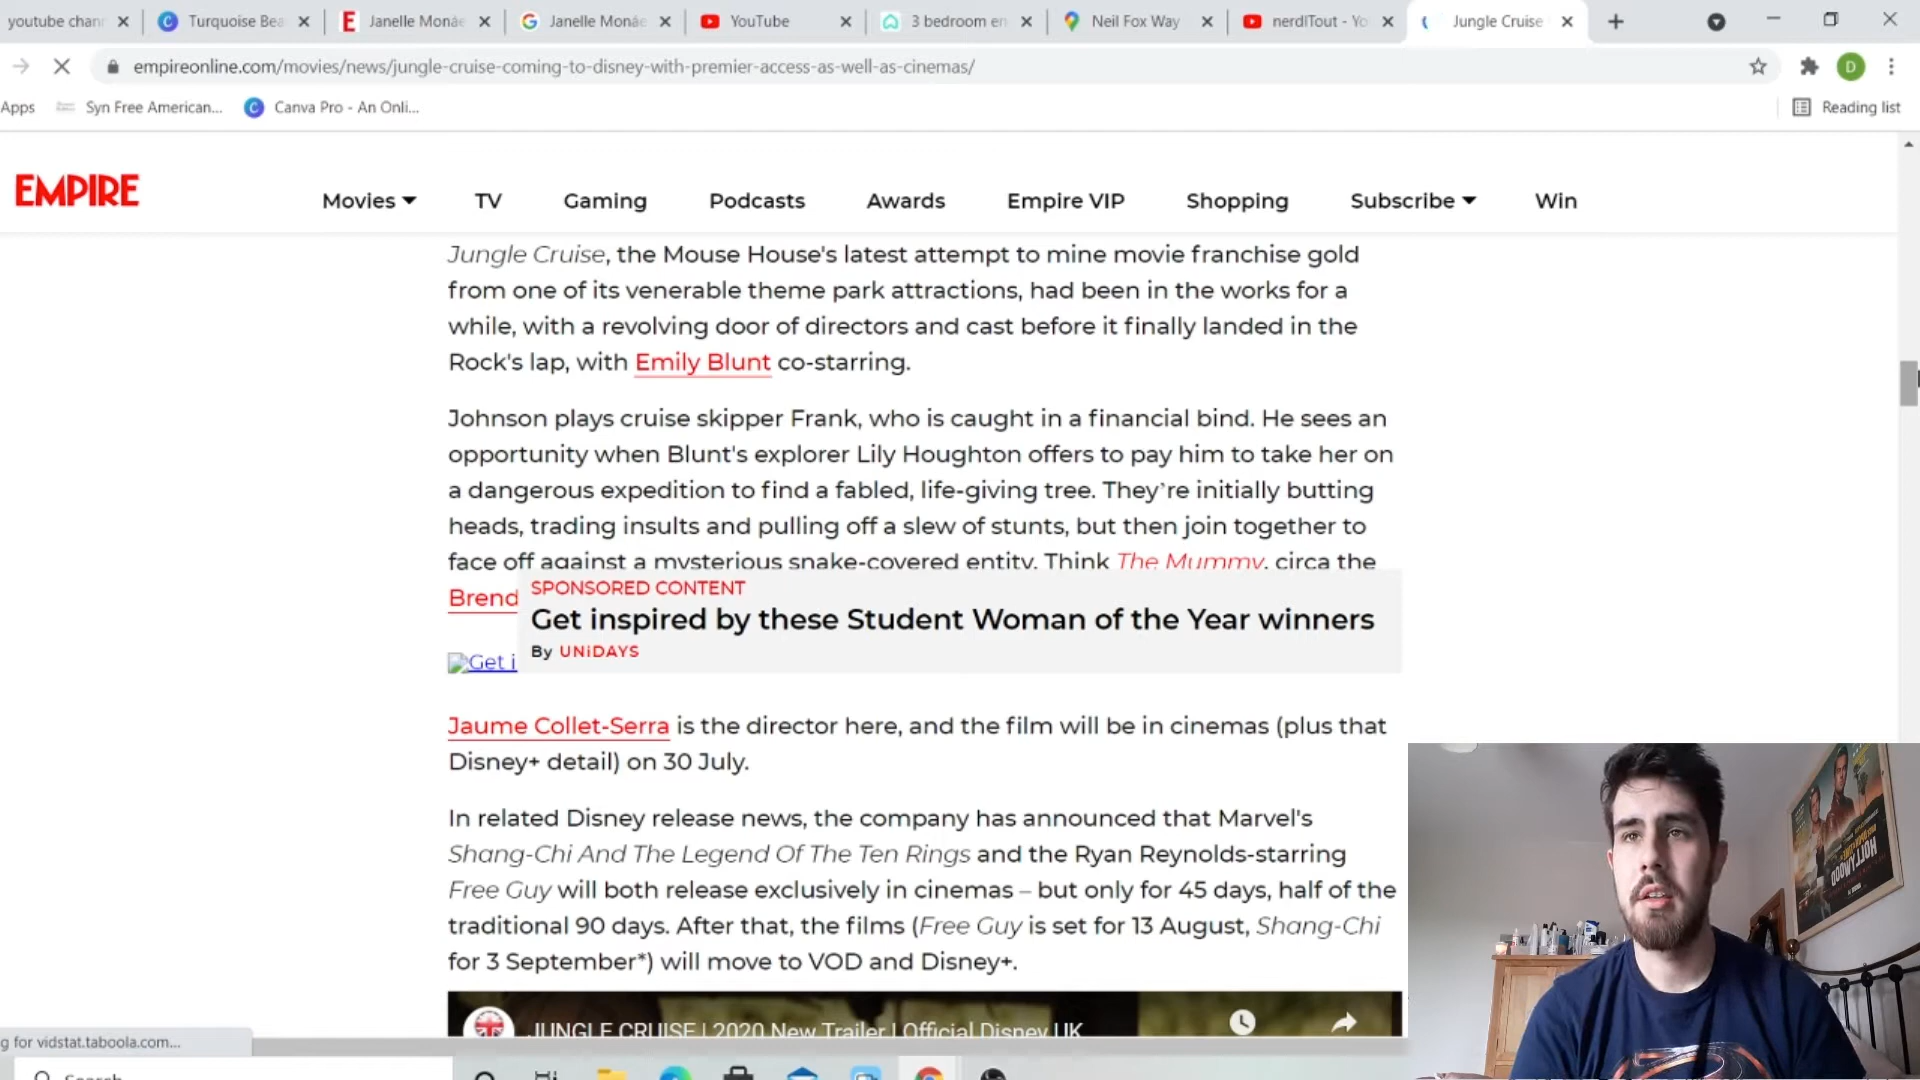 youtube chan
Turquoise Bea
Janelle Monáe
Janelle Monáe
YouTube
3 bedroom en
Neil Fox Way
nerdITout - Yo
Jungle Cruise
empireonline.com/movies/news/jungle-cruise-coming-to-disney-with-premier-access-as-well-as-cinemas/
D
Apps
Syn Free American...
Canva Pro - An Onli...
Reading list
EMPIRE
Movies
TV
Gaming
Podcasts
Awards
Empire VIP
Shopping
Subscribe
Win
Jungle Cruise, the Mouse House's latest attempt to mine movie franchise gold
from one of its venerable theme park attractions, had been in the works for a
while, with a revolving door of directors and cast before it finally landed in the
Rock's lap, with Emily Blunt co-starring.
Johnson plays cruise skipper Frank, who is caught in a financial bind. He sees an
opportunity when Blunt's explorer Lily Houghton offers to pay him to take her on
a dangerous expedition to find a fabled, life-giving tree. They're initially butting
heads, trading insults and pulling off a slew of stunts, but then join together to
face off against a mysterious snake-covered entity. Think The Mummy, circa the
Brend
SPONSORED CONTENT
Get inspired by these Student Woman of the Year winners
By UNiDAYS
Get i
Jaume Collet-Serra is the director here, and the film will be in cinemas (plus that
Disney+ detail) on 30 July.
In related Disney release news, the company has announced that Marvel's
Shang-Chi And The Legend Of The Ten Rings and the Ryan Reynolds-starring
Free Guy will both release exclusively in cinemas – but only for 45 days, half of the
traditional 90 days. After that, the films (Free Guy is set for 13 August, Shang-Chi
for 3 September*) will move to VOD and Disney+.
JUNGLE CRUISE | 2020 New Trailer | Official Disney UK
g for vidstat.taboola.com...
Search
HOLLYWOOD